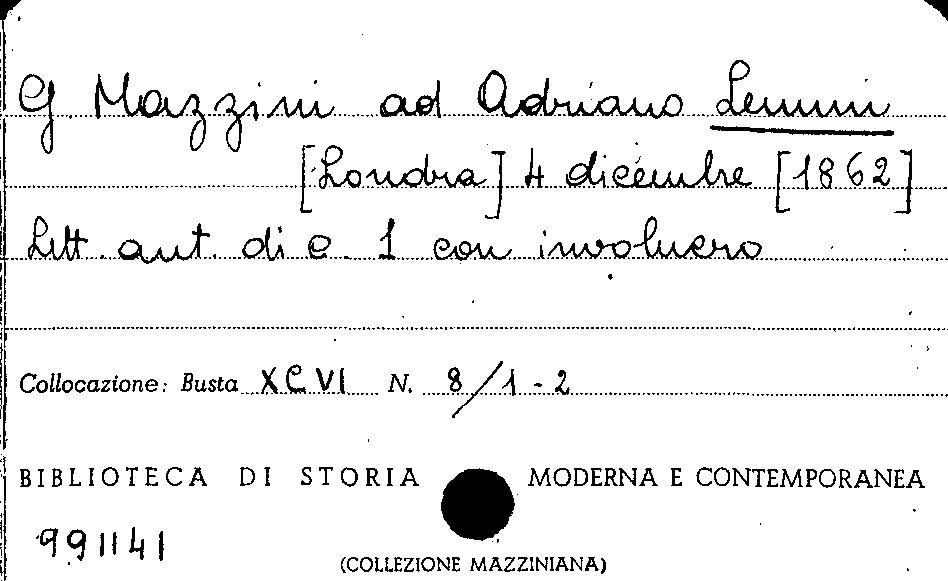 G. Mazzini ad Adriano Lemmi
[Londra] 4 dicembre [1862]
Lett. aut. di c. 1 con involucro
Collocazione: Busta XCVI N. 8/1-2
BIBLIOTECA DI STORIA MODERNA E CONTEMPORANEA
991141
(COLLEZIONE MAZZINIANA)